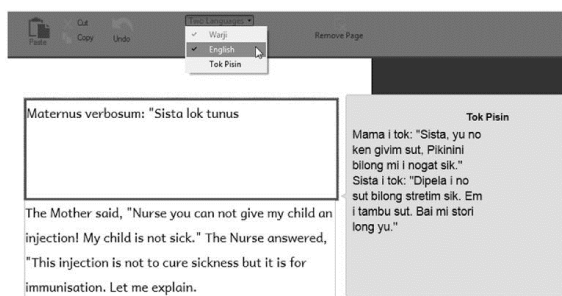 Paste
Cut
Copy
Undo
Two Languages
Warji
English
Tok Pisin
Remove Page
Maternus verbosum: "Sista lok tunus
The Mother said, "Nurse you can not give my child an
injection! My child is not sick." The Nurse answered,
"This injection is not to cure sickness but it is for
immunisation. Let me explain.
Tok Pisin
Mama i tok: "Sista, yu no
ken givim sut, Pikinini
bilong mi i nogat sik."
Sista i tok: "Dipela i no
sut bilong stretim sik. Em
i tambu sut. Bai mi stori
long yu."